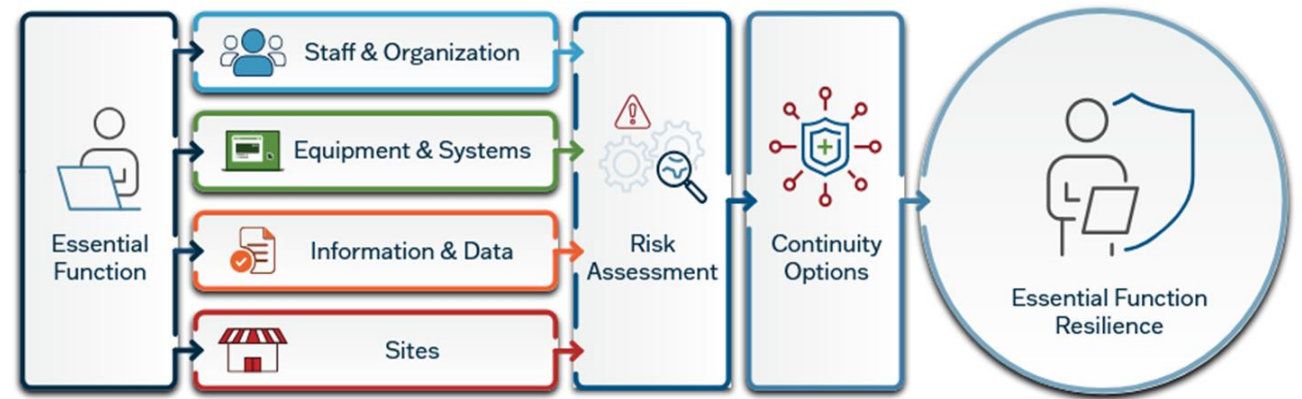 Essential
Function
Staff & Organization
Equipment & Systems
Information & Data
Sites
Risk
Assessment
Continuity
Options
Essential Function
Resilience